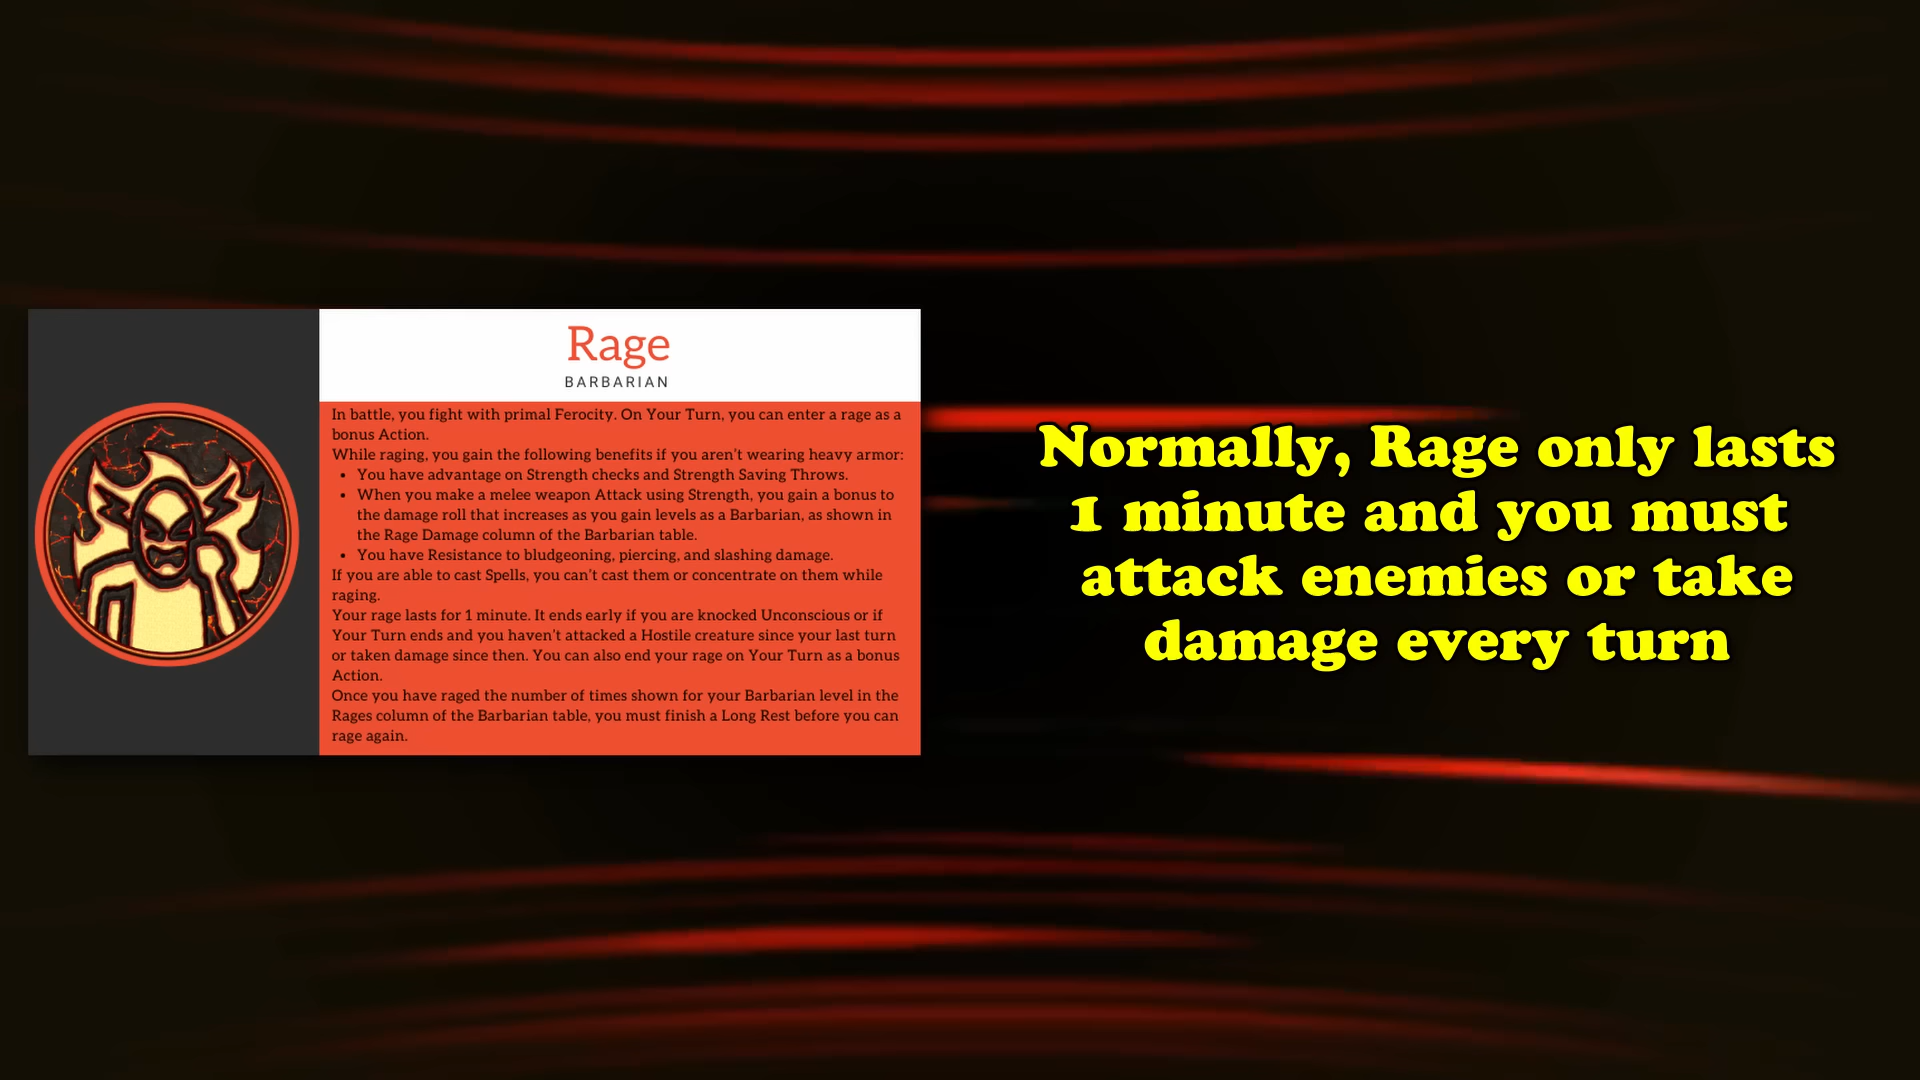 Rage
BARBARIAN
In battle, you fight with primal Ferocity. On Your Turn, you can enter a rage as a
bonus Action.
While raging, you gain the following benefits if you aren't wearing heavy armor:
• You have advantage on Strength checks and Strength Saving Throws.
• When you make a melee weapon Attack using Strength, you gain a bonus to
the damage roll that increases as you gain levels as a Barbarian, as shown in
the Rage Damage column of the Barbarian table.
• You have Resistance to bludgeoning, piercing, and slashing damage.
If you are able to cast Spells, you can't cast them or concentrate on them while
raging.
Your rage lasts for 1 minute. It ends early if you are knocked Unconscious or if
Your Turn ends and you haven't attacked a Hostile creature since your last turn
or taken damage since then. You can also end your rage on Your Turn as a bonus
Action.
Once you have raged the number of times shown for your Barbarian level in the
Rages column of the Barbarian table, you must finish a Long Rest before you can
rage again.
Normally, Rage only lasts
1 minute and you must
attack enemies or take
damage every turn